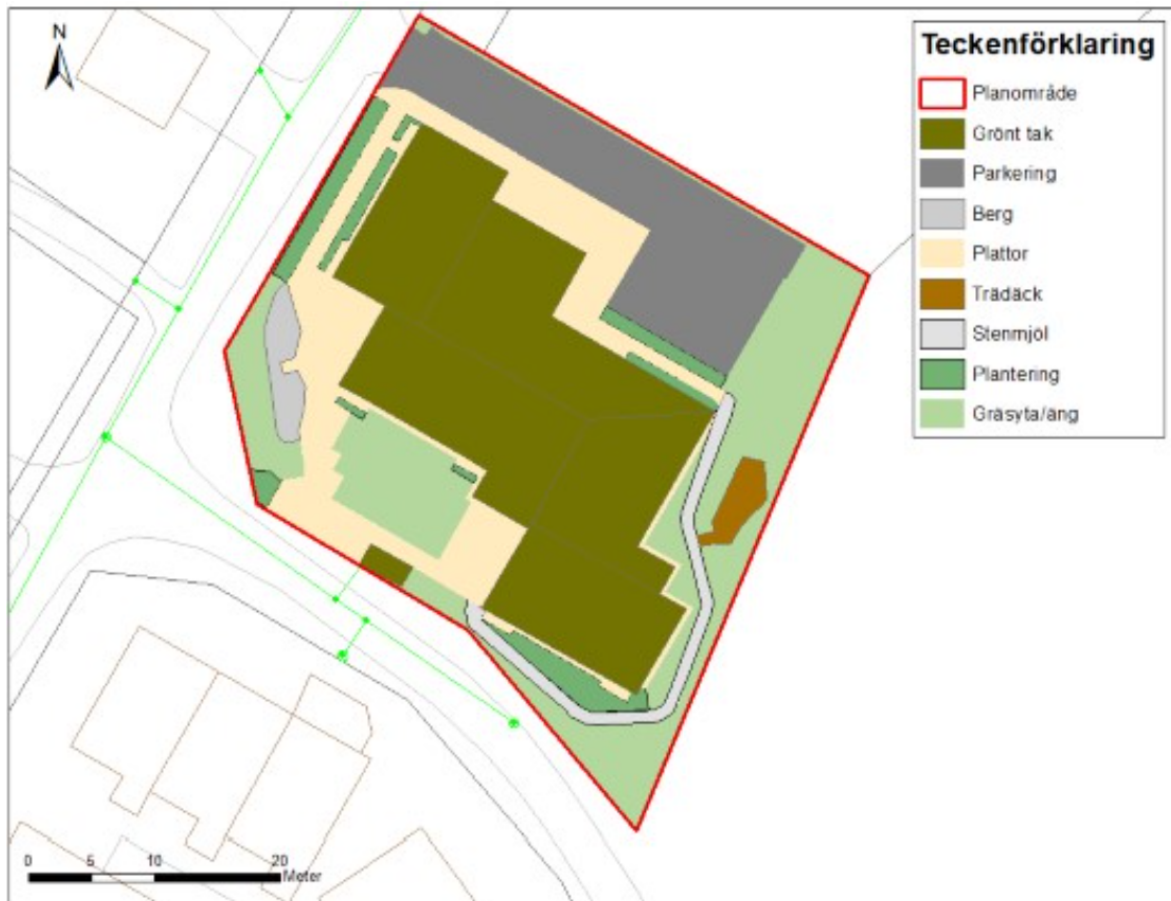 N
Teckenförklaring
Planområde
Grönt tak
Parkering
Berg
Plattor
Trädäck
Stenmjöl
Plantering
Gräsyta/äng
0 5 10 20
Meter